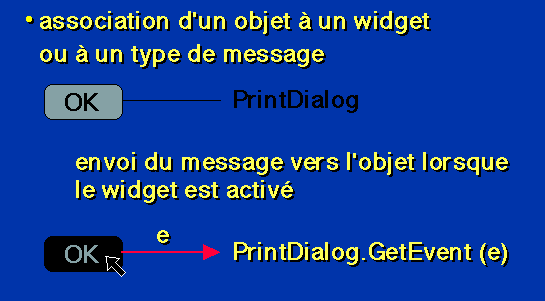 • association d'un objet à un widget
ou à un type de message
OK PrintDialog
envoi du message vers l'objet lorsque
le widget est activé
e
OK PrintDialog.GetEvent (e)